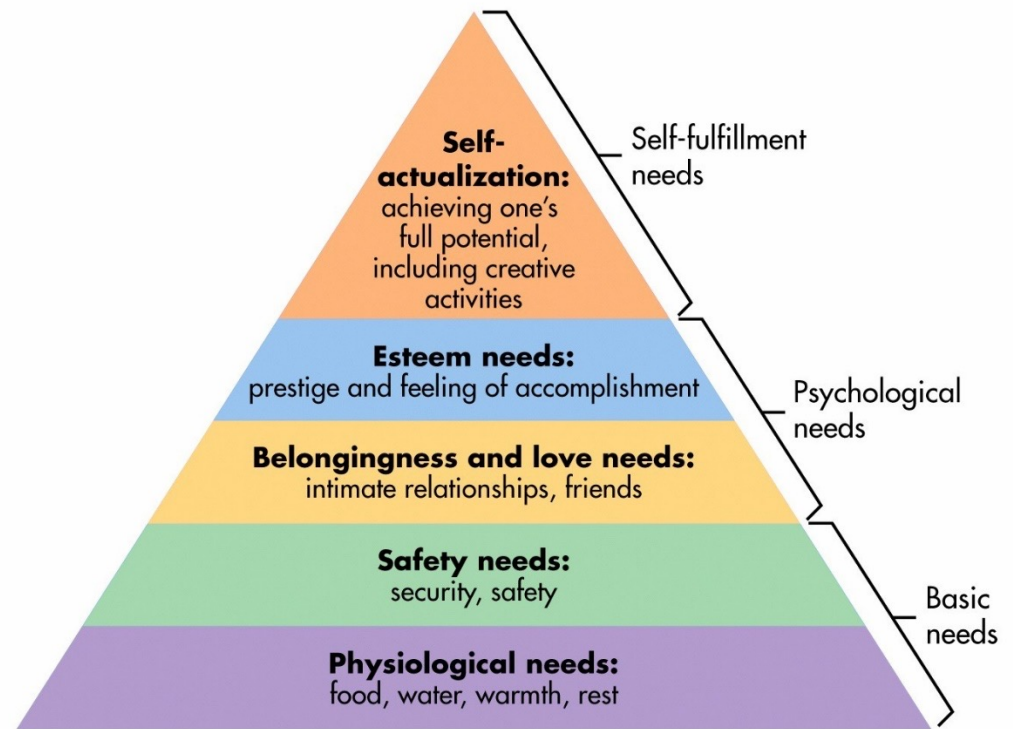 Self-
actualization:
achieving one's
full potential,
including creative
activities
Self-fulfillment
needs
Esteem needs:
prestige and feeling of accomplishment
Psychological
needs
Belongingness and love needs:
intimate relationships, friends
Safety needs:
security, safety
Basic
needs
Physiological needs:
food, water, warmth, rest